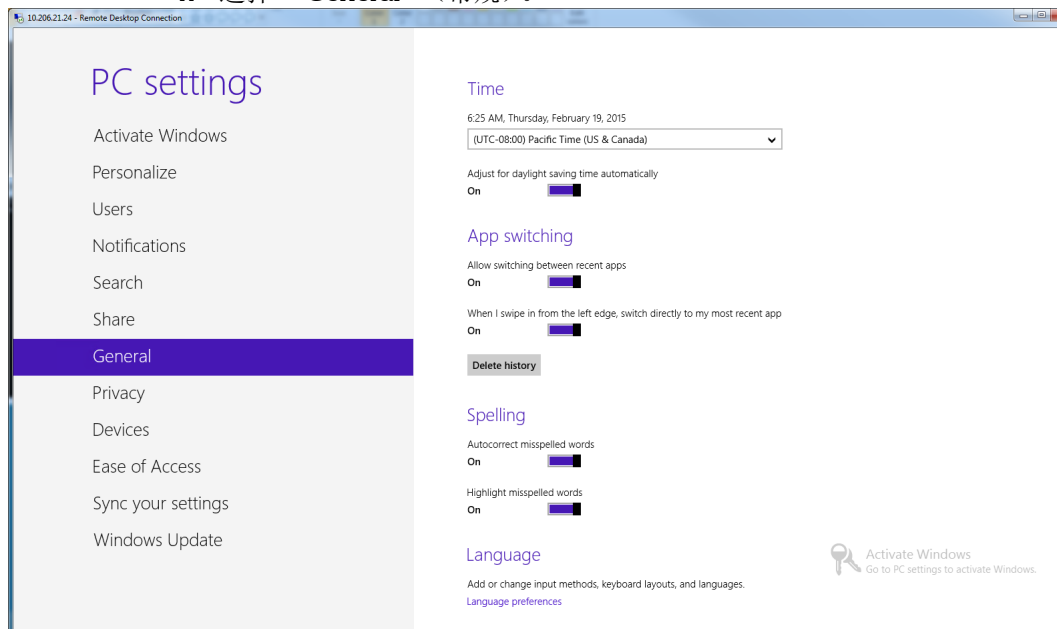 选择 "General"（常规）。
10.206.21.24 - Remote Desktop Connection
PC settings
Activate Windows
Personalize
Users
Notifications
Search
Share
General
Privacy
Devices
Ease of Access
Sync your settings
Windows Update
Time
6:25 AM, Thursday, February 19, 2015
(UTC-08:00) Pacific Time (US & Canada)
Adjust for daylight saving time automatically
On
App switching
Allow switching between recent apps
On
When I swipe in from the left edge, switch directly to my most recent app
On
Delete history
Spelling
Autocorrect misspelled words
On
Highlight misspelled words
On
Language
Add or change input methods, keyboard layouts, and languages.
Language preferences
Activate Windows
Go to PC settings to activate Windows.